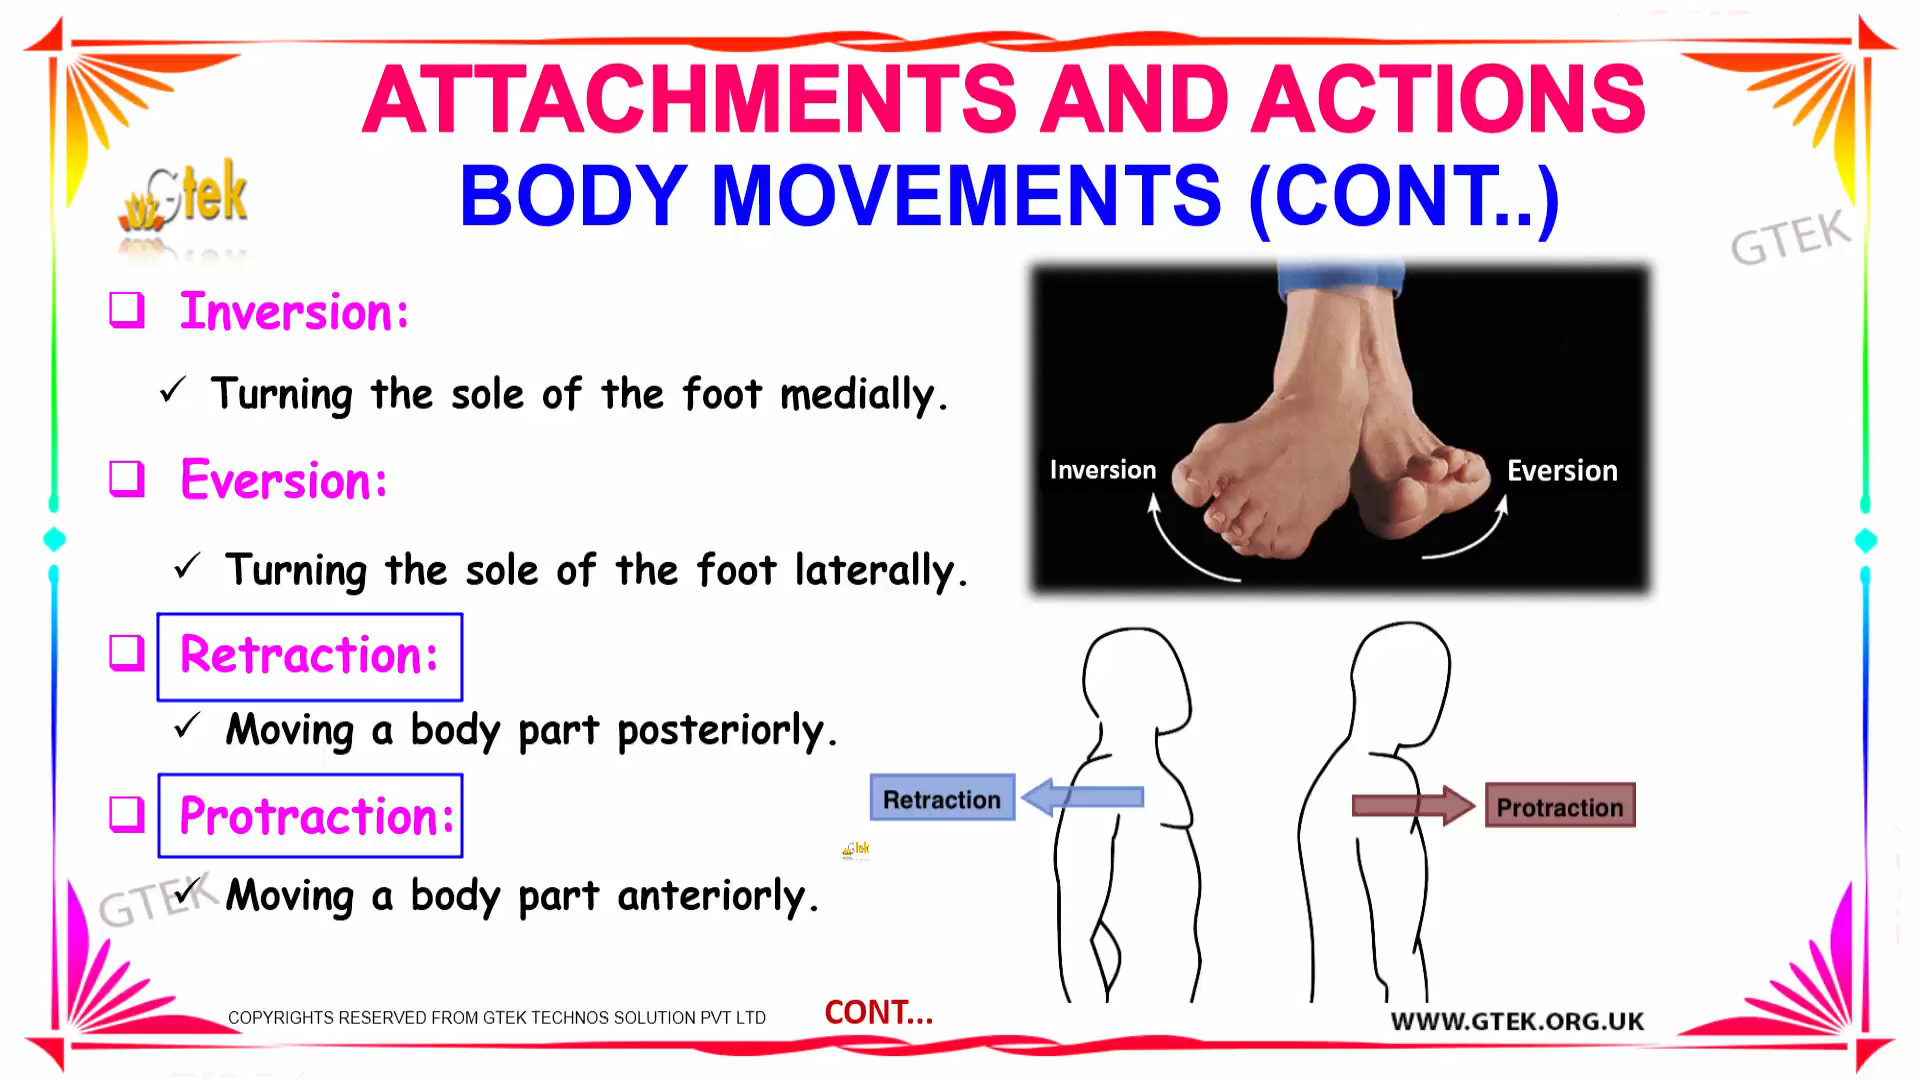 ATTACHMENTS AND ACTIONS
BODY MOVEMENTS (CONT..)
Gtek
GTEK
Inversion:
Turning the sole of the foot medially.
Eversion:
Turning the sole of the foot laterally.
Retraction:
Moving a body part posteriorly.
Protraction:
Moving a body part anteriorly.
Inversion
Eversion
Retraction
Protraction
Gtek
GTEK
COPYRIGHTS RESERVED FROM GTEK TECHNOS SOLUTION PVT LTD
CONT...
WWW.GTEK.ORG.UK